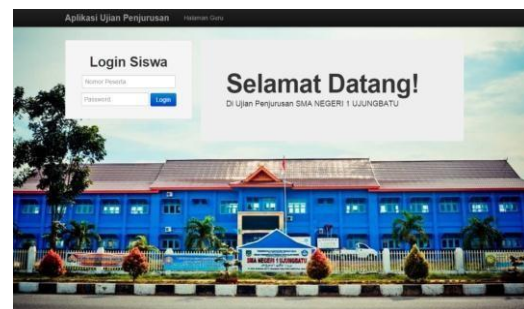 Aplikasi Ujian Penjurusan
Halaman Guru
Login Siswa
Nomor Peserta
Password
Login
Selamat Datang!
Di Ujian Penjurusan SMA NEGERI 1 UJUNGBATU
SMA NEGERI 1 UJUNGBATU